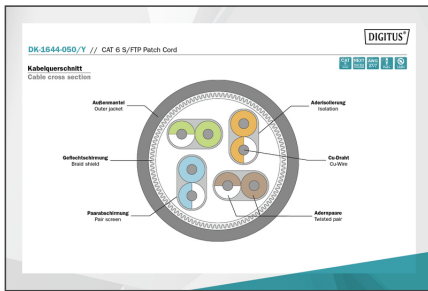 DIGITUS®
DK-1644-050/Y // CAT 6 S/FTP Patch Cord
Kabelquerschnitt
Cable cross section
Außenmantel
Outer jacket
Aderisolierung
Isolation
Geflechtschirmung
Braid shield
Cu-Draht
Cu-Wire
Paarabschirmung
Pair screen
Adernpaare
Twisted pair